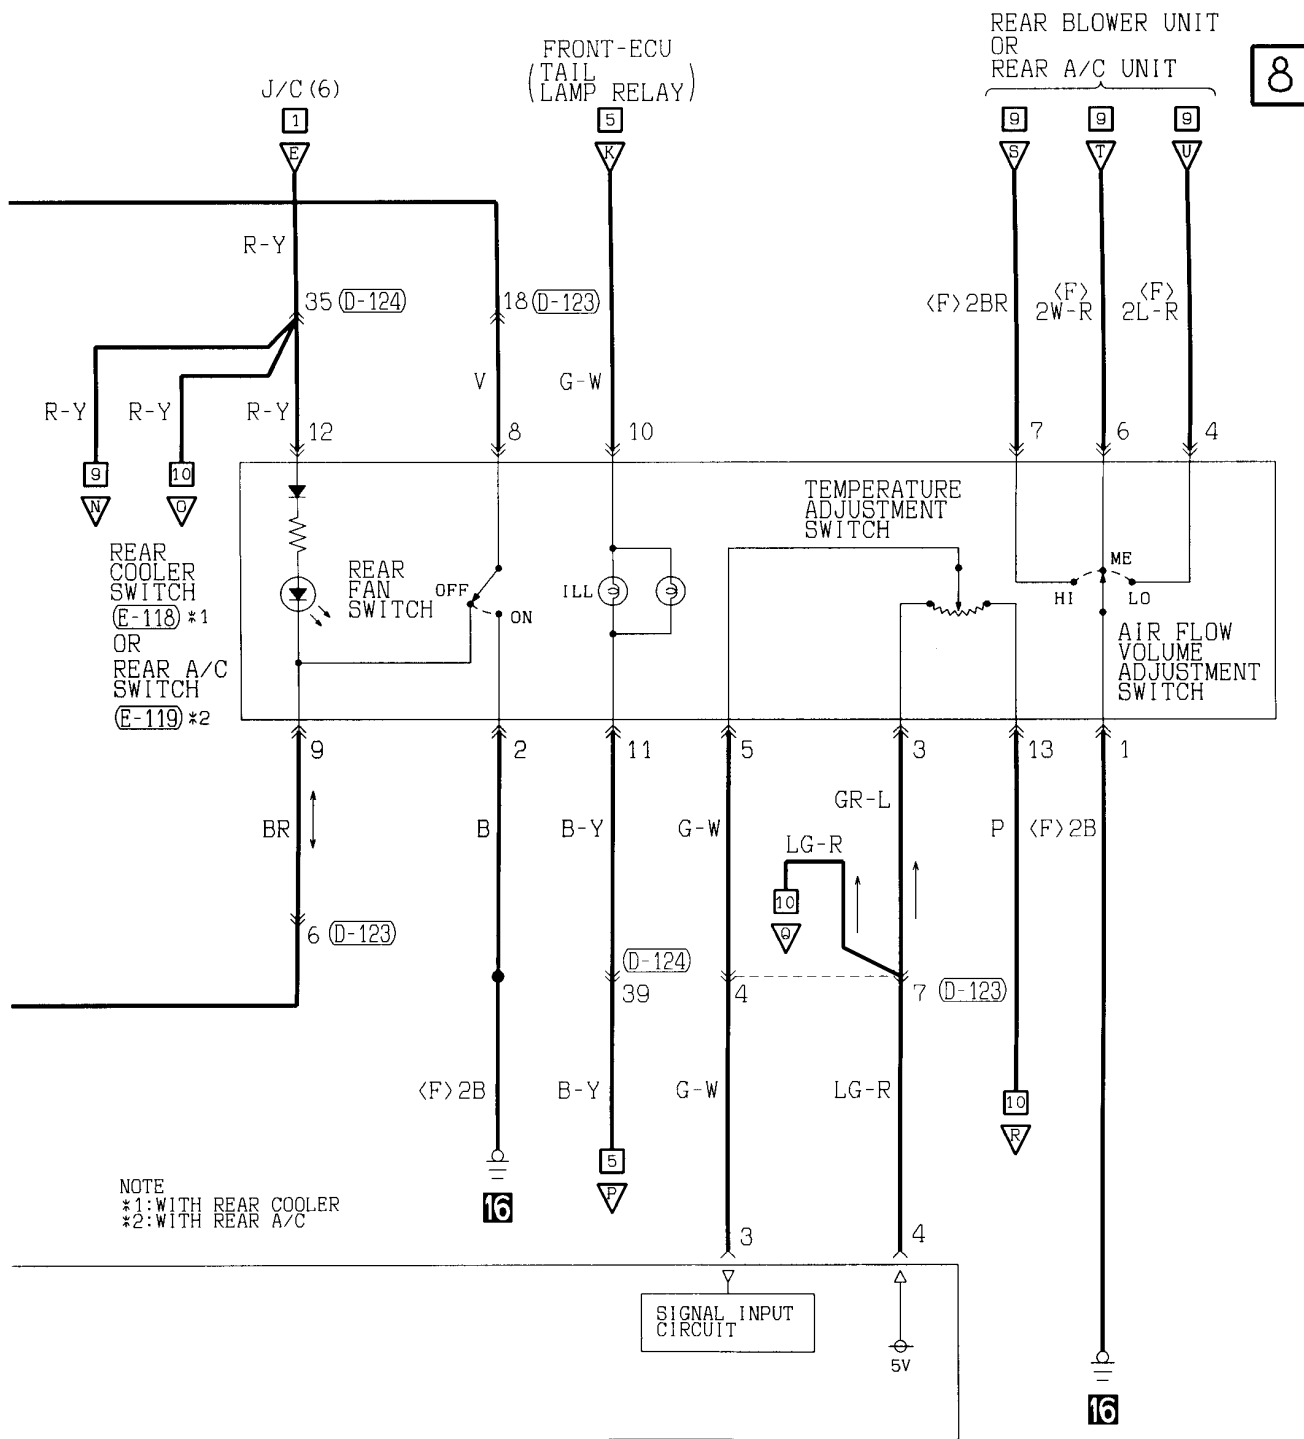 REAR BLOWER UNIT
OR
REAR A/C UNIT
8
FRONT-ECU
(TAIL
LAMP RELAY)
J/C(6)
1
5
9
9
9
E
K
S
T
U
R-Y
35 (D-124)
18 (D-123)
<F>2BR
<F>
2W-R
<F>
2L-R
V
G-W
R-Y
R-Y
R-Y
12
8
10
7
6
4
9
10
N
O
TEMPERATURE
ADJUSTMENT
SWITCH
REAR
COOLER
SWITCH
(E-118) *1
OR
REAR A/C
SWITCH
(E-119) *2
REAR
FAN
SWITCH
OFF
ON
ILL
ME
HI
LO
AIR FLOW
VOLUME
ADJUSTMENT
SWITCH
9
2
11
5
3
13
1
GR-L
BR
B
B-Y
G-W
P
<F>2B
LG-R
10
Q
6 (D-123)
(D-124)
39
4
7 (D-123)
<F>2B
B-Y
G-W
LG-R
10
R
5
P
16
NOTE
*1:WITH REAR COOLER
*2:WITH REAR A/C
3
4
SIGNAL INPUT
CIRCUIT
5V
16